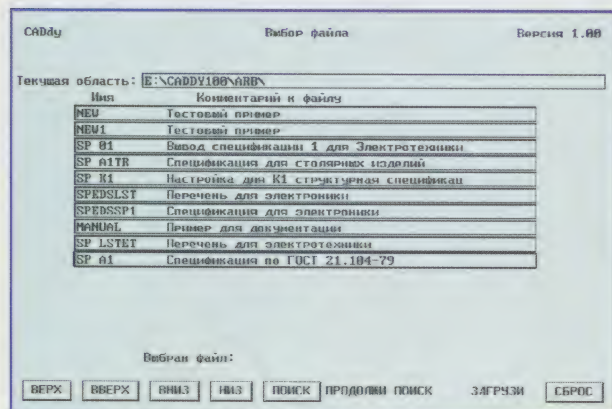 CADdy Выбор файла Версия 1.00
Текущая область: E:\CADDY100\ARB\
Имя Комментарий к файлу
NEW Тестовый пример
NEW1 Тестовый пример
SP 01 Вывод спецификации 1 для Электротехники
SP A1TR Спецификация для столярных изделий
SP K1 Настройка для К1 структурная спецификац
SPEDSLST Перечень для электроники
SPEDSSP1 Спецификация для электроники
MANUAL Пример для документации
SP LSTET Перечень для электротехники
SP A1 Спецификация по ГОСТ 21.104-79
Выбран файл:
ВЕРХ ВВЕРХ ВНИЗ НИЗ ПОИСК ПРОДОЛЖИ ПОИСК ЗАГРУЗИ СБРОС